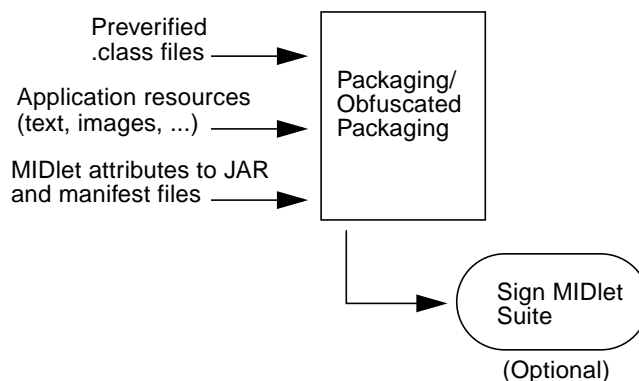 Preverified
.class files
Application resources
(text, images, ...)
MIDlet attributes to JAR
and manifest files
Packaging/
Obfuscated
Packaging
Sign MIDlet
Suite
(Optional)